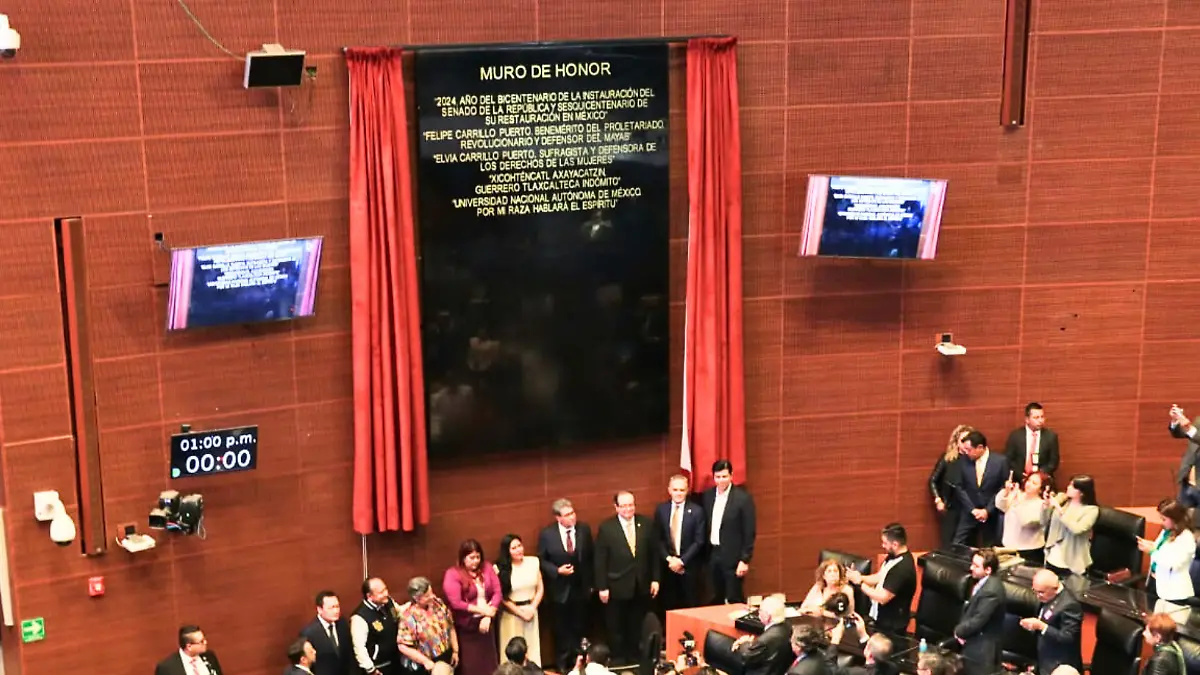 MURO DE HONOR
"2024, AÑO DEL BICENTENARIO DE LA INSTAURACIÓN DEL
SENADO DE LA REPÚBLICA Y SESQUICENTENARIO DE
SU RESTAURACIÓN EN MÉXICO"
"FELIPE CARRILLO PUERTO, BENEMÉRITO DEL PROLETARIADO,
REVOLUCIONARIO Y DEFENSOR DEL MAYAB"
"ELVIA CARRILLO PUERTO, SUFRAGISTA Y DEFENSORA DE
LOS DERECHOS DE LAS MUJERES"
"XICOHTÉNCATL AXAYACATZIN,
GUERRERO TLAXCALTECA INDÓMITO"
"UNIVERSIDAD NACIONAL AUTÓNOMA DE MÉXICO,
POR MI RAZA HABLARÁ EL ESPÍRITU"
01:00 p.m.
00:00